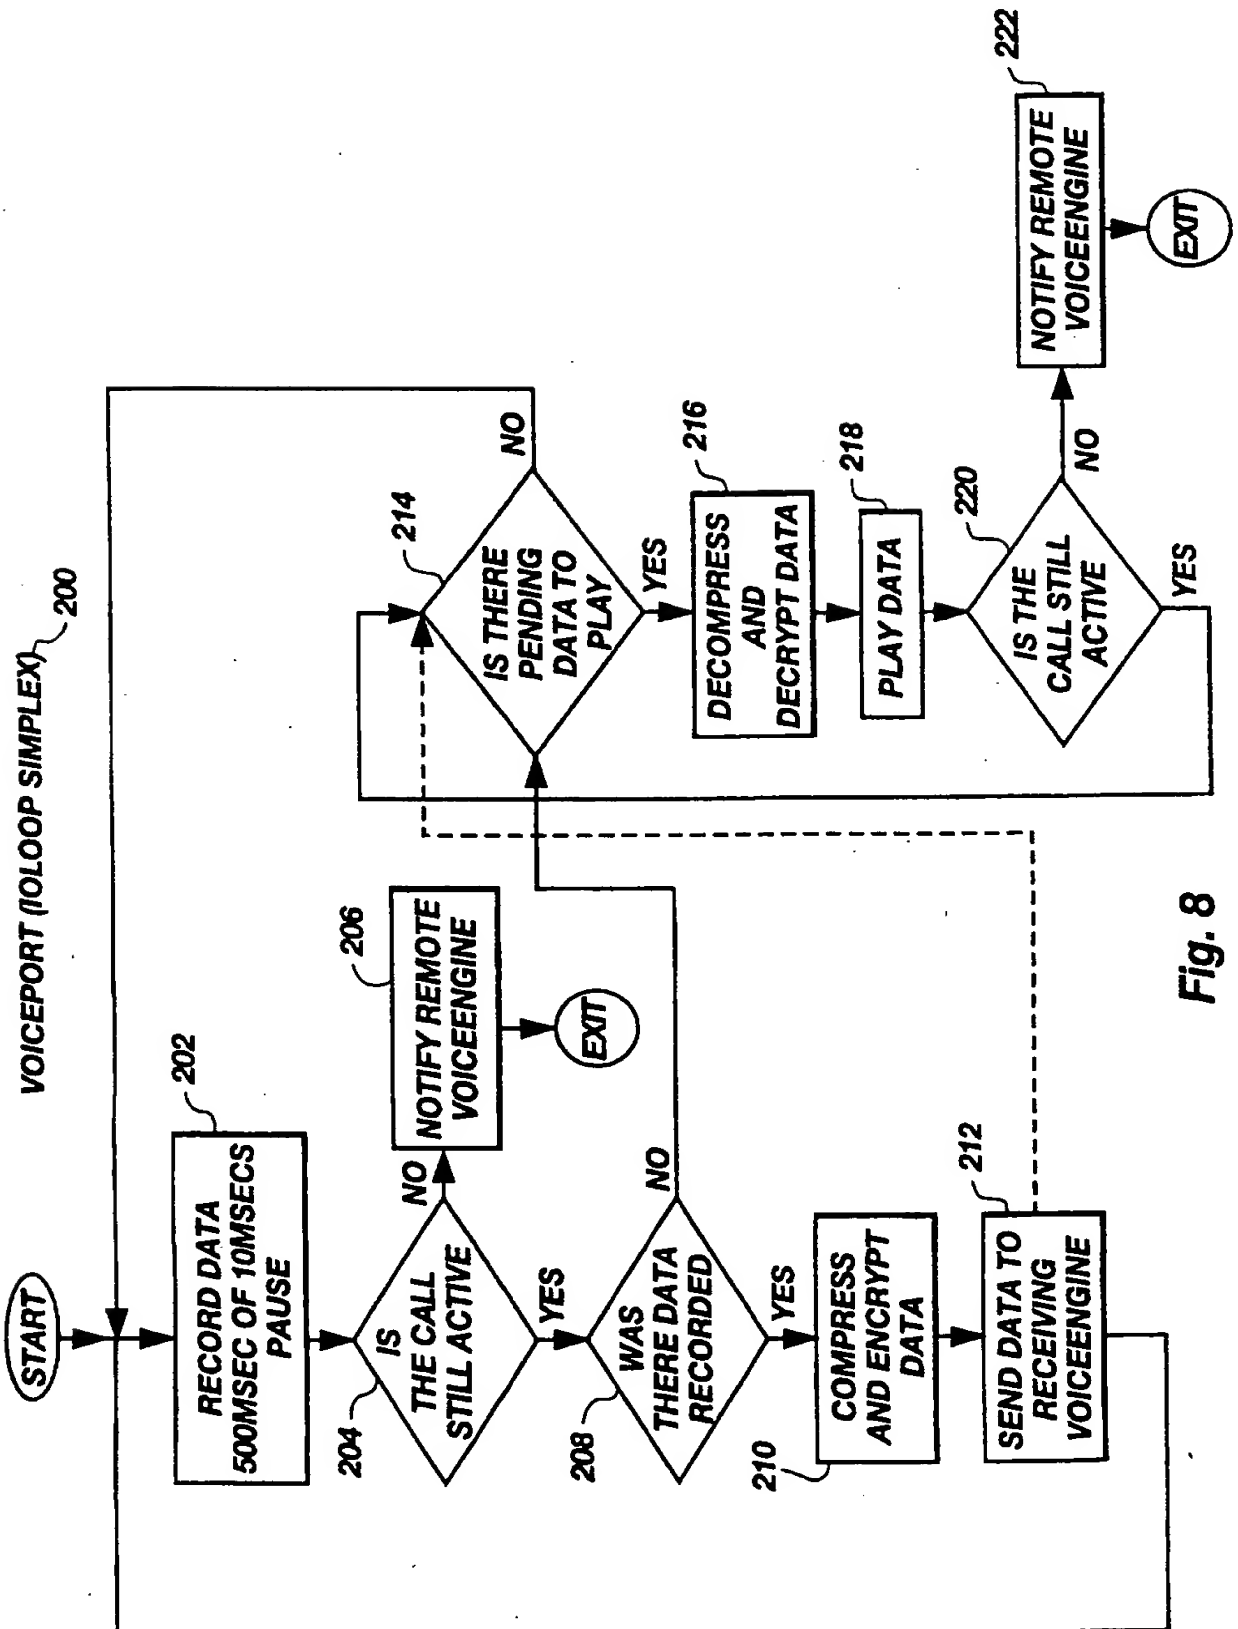 VOICEPORT (IOLOOP SIMPLEX)
200
START
202
RECORD DATA
500MSEC OF 10MSECS
PAUSE
204
IS
THE CALL
STILL ACTIVE
NO
YES
206
NOTIFY REMOTE
VOICEENGINE
EXIT
208
WAS
THERE DATA
RECORDED
NO
YES
210
COMPRESS
AND ENCRYPT
DATA
212
SEND DATA TO
RECEIVING
VOICEENGINE
214
IS THERE
PENDING
DATA TO
PLAY
NO
YES
216
DECOMPRESS
AND
DECRYPT DATA
218
PLAY DATA
220
IS THE
CALL STILL
ACTIVE
NO
YES
222
NOTIFY REMOTE
VOICEENGINE
EXIT
Fig. 8